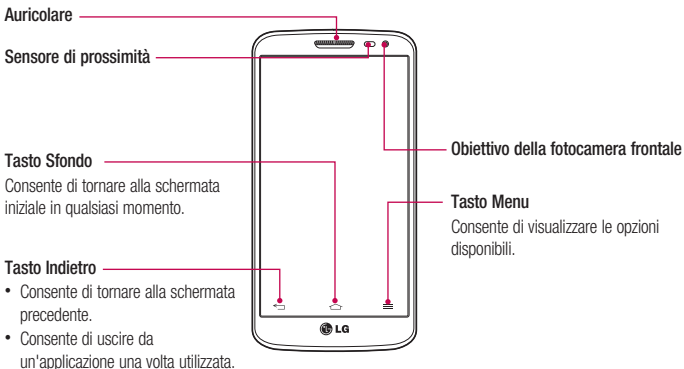 Auricolare
Sensore di prossimità
Tasto Sfondo
Consente di tornare alla schermata
iniziale in qualsiasi momento.
Tasto Indietro
• Consente di tornare alla schermata
precedente.
• Consente di uscire da
un'applicazione una volta utilizzata.
Obiettivo della fotocamera frontale
Tasto Menu
Consente di visualizzare le opzioni
disponibili.
LG